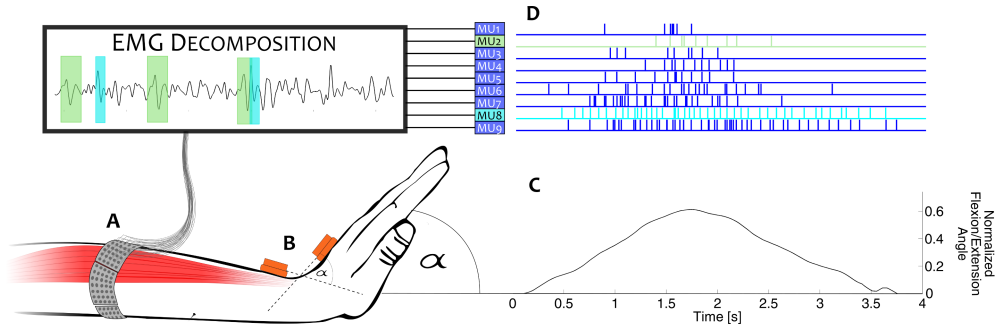 EMG DECOMPOSITION
MU1
MU2
MU3
MU4
MU5
MU6
MU7
MU8
MU9
D
A
B
α
α
C
Normalized
Flexion/Extension
Angle
0.6
0.4
0.2
0
0 0.5 1 1.5 2 2.5 3 3.5 4
Time [s]